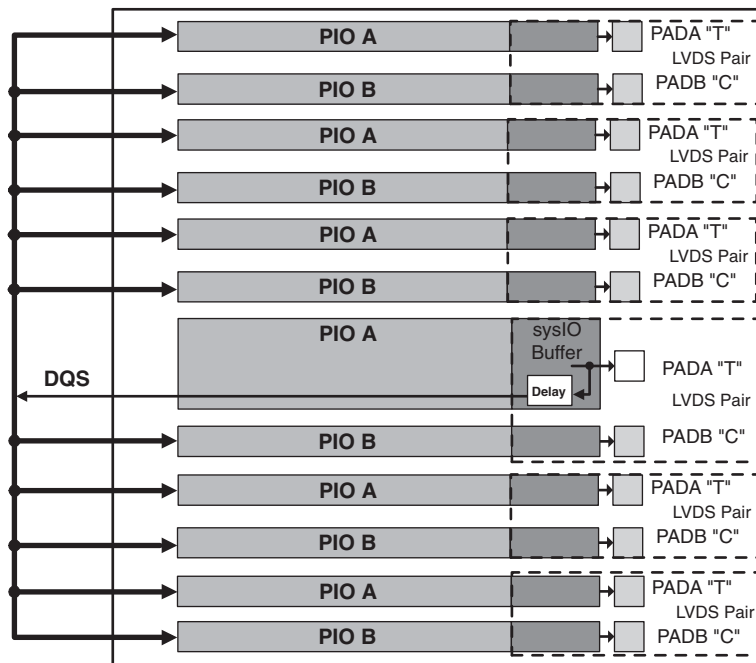 PIO A
PADA "T"
LVDS Pair
PIO B
PADB "C"
PIO A
PADA "T"
LVDS Pair
PIO B
PADB "C"
PIO A
PADA "T"
LVDS Pair
PIO B
PADB "C"
PIO A
sysIO
Buffer
PADA "T"
DQS
Delay
LVDS Pair
PIO B
PADB "C"
PIO A
PADA "T"
LVDS Pair
PIO B
PADB "C"
PIO A
PADA "T"
LVDS Pair
PIO B
PADB "C"